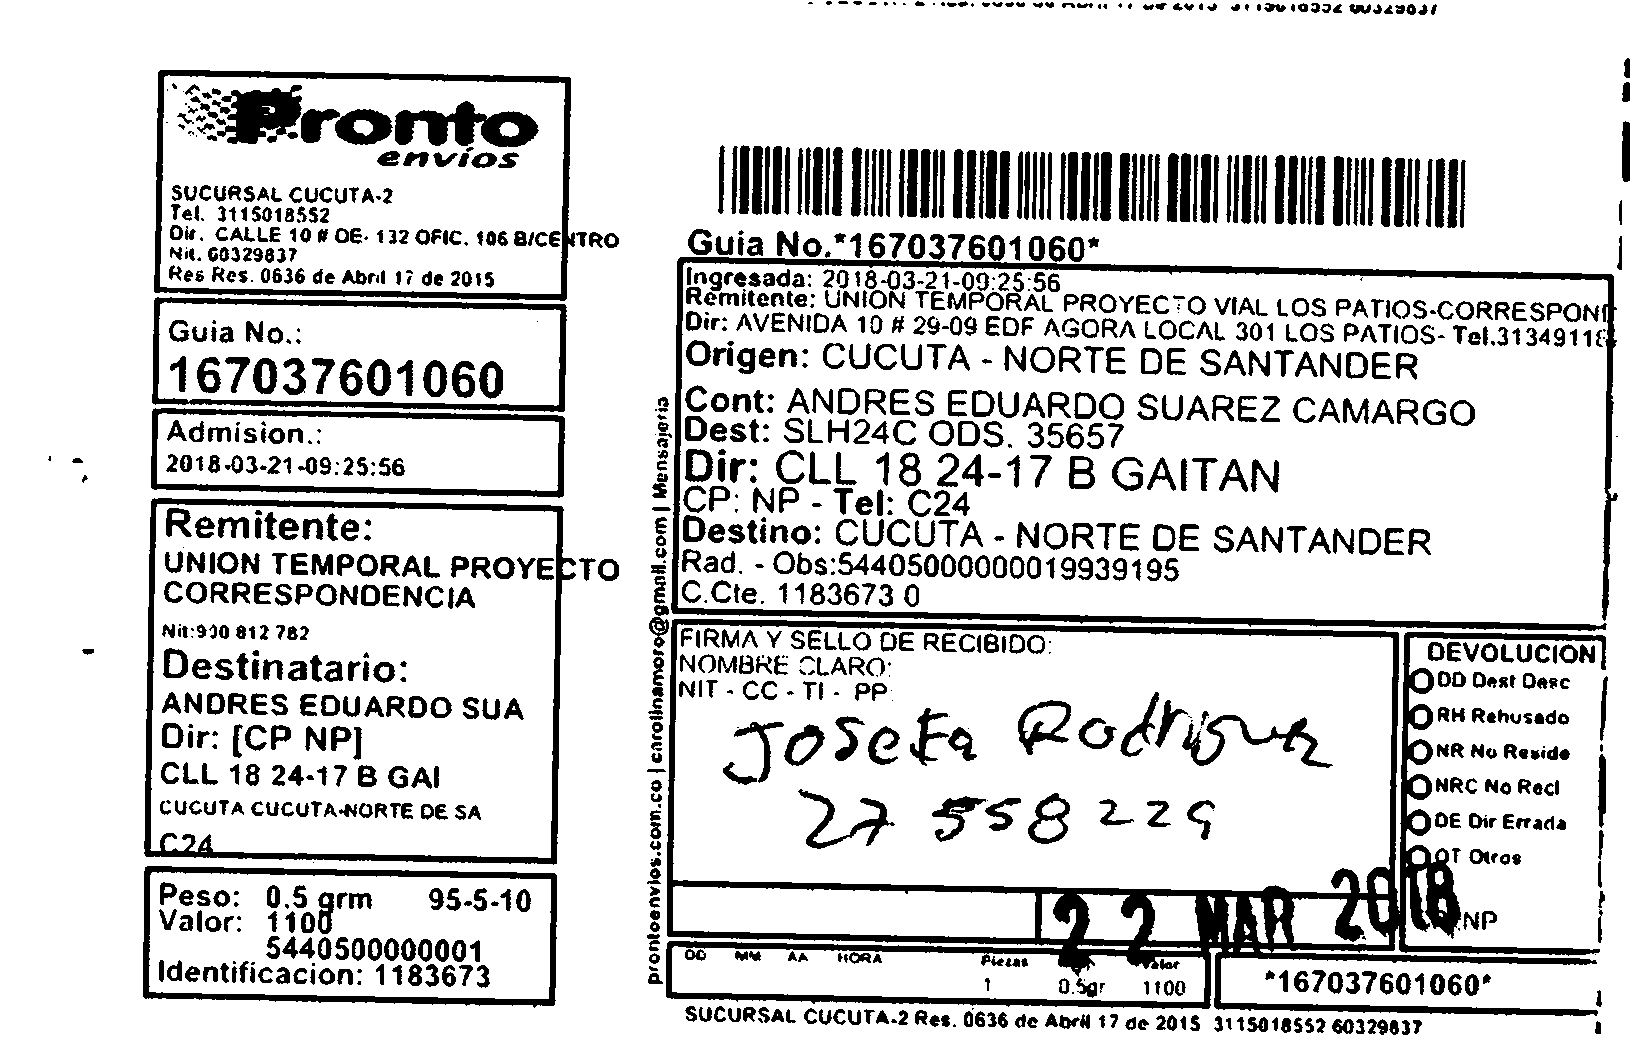 Pronto
envíos
SUCURSAL CUCUTA-2
Tel. 3115018552
Dir. CALLE 10 # OE- 132 OFIC. 106 B/CENTRO
Nit. 60329837
Res Res. 0636 de Abril 17 de 2015
Guia No.:
167037601060
Admision.:
2018-03-21-09:25:56
Remitente:
UNION TEMPORAL PROYECTO
CORRESPONDENCIA
Nit:900 812 782
Destinatario:
ANDRES EDUARDO SUA
Dir: [CP NP]
CLL 18 24-17 B GAI
CUCUTA CUCUTA-NORTE DE SA
C24
Peso: 0.5 grm 95-5-10
Valor: 1100
5440500000001
Identificacion: 1183673
prontoenvios.com.co | carolinamoro@gmail.com | Mensajeria
Guia No.*167037601060*
Ingresada: 2018-03-21-09:25:56
Remitente: UNION TEMPORAL PROYECTO VIAL LOS PATIOS-CORRESPOND
Dir: AVENIDA 10 # 29-09 EDF AGORA LOCAL 301 LOS PATIOS- Tel.31349118
Origen: CUCUTA - NORTE DE SANTANDER
Cont: ANDRES EDUARDO SUAREZ CAMARGO
Dest: SLH24C ODS. 35657
Dir: CLL 18 24-17 B GAITAN
CP: NP - Tel: C24
Destino: CUCUTA - NORTE DE SANTANDER
Rad. - Obs:54405000000019939195
C.Cte. 1183673 0
FIRMA Y SELLO DE RECIBIDO:
NOMBRE CLARO:
NIT - CC - TI - PP
Josefa Rodriguez
27 558 229
DEVOLUCION
DD Dest Desc
RH Rehusado
NR No Reside
NRC No Recl
DE Dir Errada
OT Otros
NP
22 MAR 2018
DD MM AA HORA Piezas Valor
1 0.5gr 1100
*167037601060*
SUCURSAL CUCUTA-2 Res. 0636 de Abril 17 de 2015 3115018552 60329837